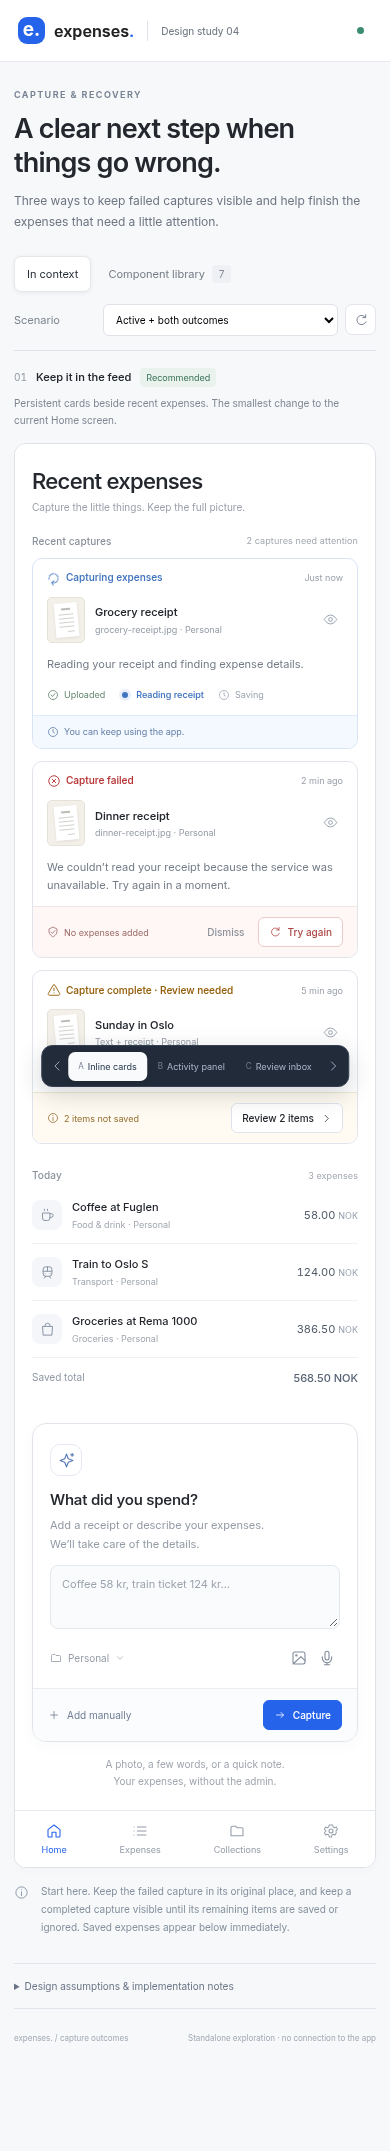 e. expenses. Design study 04
CAPTURE & RECOVERY
A clear next step when
things go wrong.
Three ways to keep failed captures visible and help finish the
expenses that need a little attention.
In context Component library 7
Scenario Active + both outcomes
01 Keep it in the feed Recommended
Persistent cards beside recent expenses. The smallest change to the
current Home screen.
Recent expenses
Capture the little things. Keep the full picture.
Recent captures 2 captures need attention
Capturing expenses Just now
Grocery receipt
grocery-receipt.jpg · Personal
Reading your receipt and finding expense details.
Uploaded Reading receipt Saving
You can keep using the app.
Capture failed 2 min ago
Dinner receipt
dinner-receipt.jpg · Personal
We couldn't read your receipt because the service was
unavailable. Try again in a moment.
No expenses added Dismiss Try again
Capture complete · Review needed 5 min ago
Sunday in Oslo
Text + receipt · Personal
A Inline cards B Activity panel C Review inbox
2 items not saved Review 2 items
Today 3 expenses
Coffee at Fuglen
Food & drink · Personal
58.00 NOK
Train to Oslo S
Transport · Personal
124.00 NOK
Groceries at Rema 1000
Groceries · Personal
386.50 NOK
Saved total 568.50 NOK
What did you spend?
Add a receipt or describe your expenses.
We'll take care of the details.
Coffee 58 kr, train ticket 124 kr...
Personal
Add manually Capture
A photo, a few words, or a quick note.
Your expenses, without the admin.
Home Expenses Collections Settings
Start here. Keep the failed capture in its original place, and keep a
completed capture visible until its remaining items are saved or
ignored. Saved expenses appear below immediately.
Design assumptions & implementation notes
expenses. / capture outcomes Standalone exploration · no connection to the app